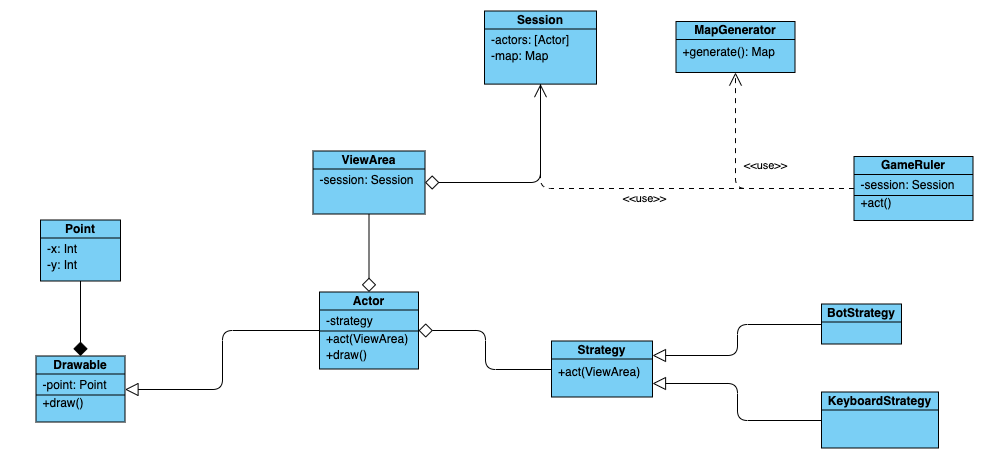 Session
-actors: [Actor]
-map: Map
MapGenerator
+generate(): Map
ViewArea
-session: Session
<<use>>
<<use>>
GameRuler
-session: Session
+act()
Point
-x: Int
-y: Int
Actor
-strategy
+act(ViewArea)
+draw()
Drawable
-point: Point
+draw()
Strategy
+act(ViewArea)
BotStrategy
KeyboardStrategy